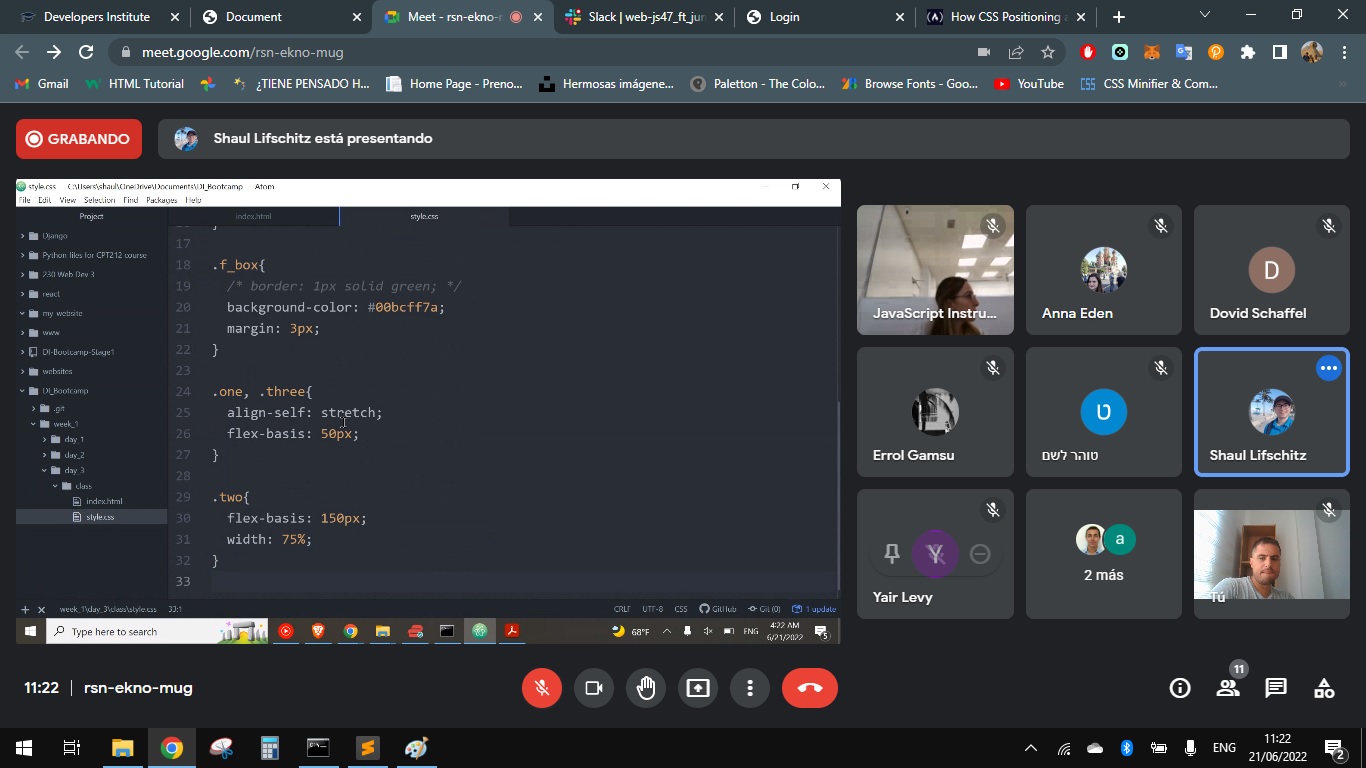 Developers Institute
Document
Meet - rsn-ekno-
Slack | web-js47_ft_jun
Login
How CSS Positioning a
meet.google.com/rsn-ekno-mug
Gmail
HTML Tutorial
¿TIENE PENSADO H...
Home Page - Preno...
Hermosas imágene...
Paletton - The Colo...
Browse Fonts - Goo...
YouTube
CSS Minifier & Com...
GRABANDO
Shaul Lifschitz está presentando
style.css C:\Users\shaul\OneDrive\Documents\DI_Bootcamp Atom
File Edit View Selection Find Packages Help
Project
index.html
style.css
Django
Python files for CPT212 course
230 Web Dev 3
react
my website
www
DI-Bootcamp-Stage1
websites
DI_Bootcamp
.git
week_1
day_1
day_2
day_3
class
index.html
style.css
}
17
18 .f_box{
19 /* border: 1px solid green; */
20 background-color: #00bcff7a;
21 margin: 3px;
22 }
23
24 .one, .three{
25 align-self: stretch;
26 flex-basis: 50px;
27 }
28
29 .two{
30 flex-basis: 150px;
31 width: 75%;
32 }
33
week_1\day_3\class\style.css 33:1
CRLF UTF-8 CSS GitHub Git (0) 1 update
Type here to search
68°F
ENG
4:22 AM
6/21/2022
5
JavaScript Instru...
Anna Eden
D
Dovid Schaffel
Errol Gamsu
ט
טוהר לשם
Shaul Lifschitz
Y
Yair Levy
a
2 más
Tú
11:22 | rsn-ekno-mug
11
ENG
11:22
21/06/2022
2